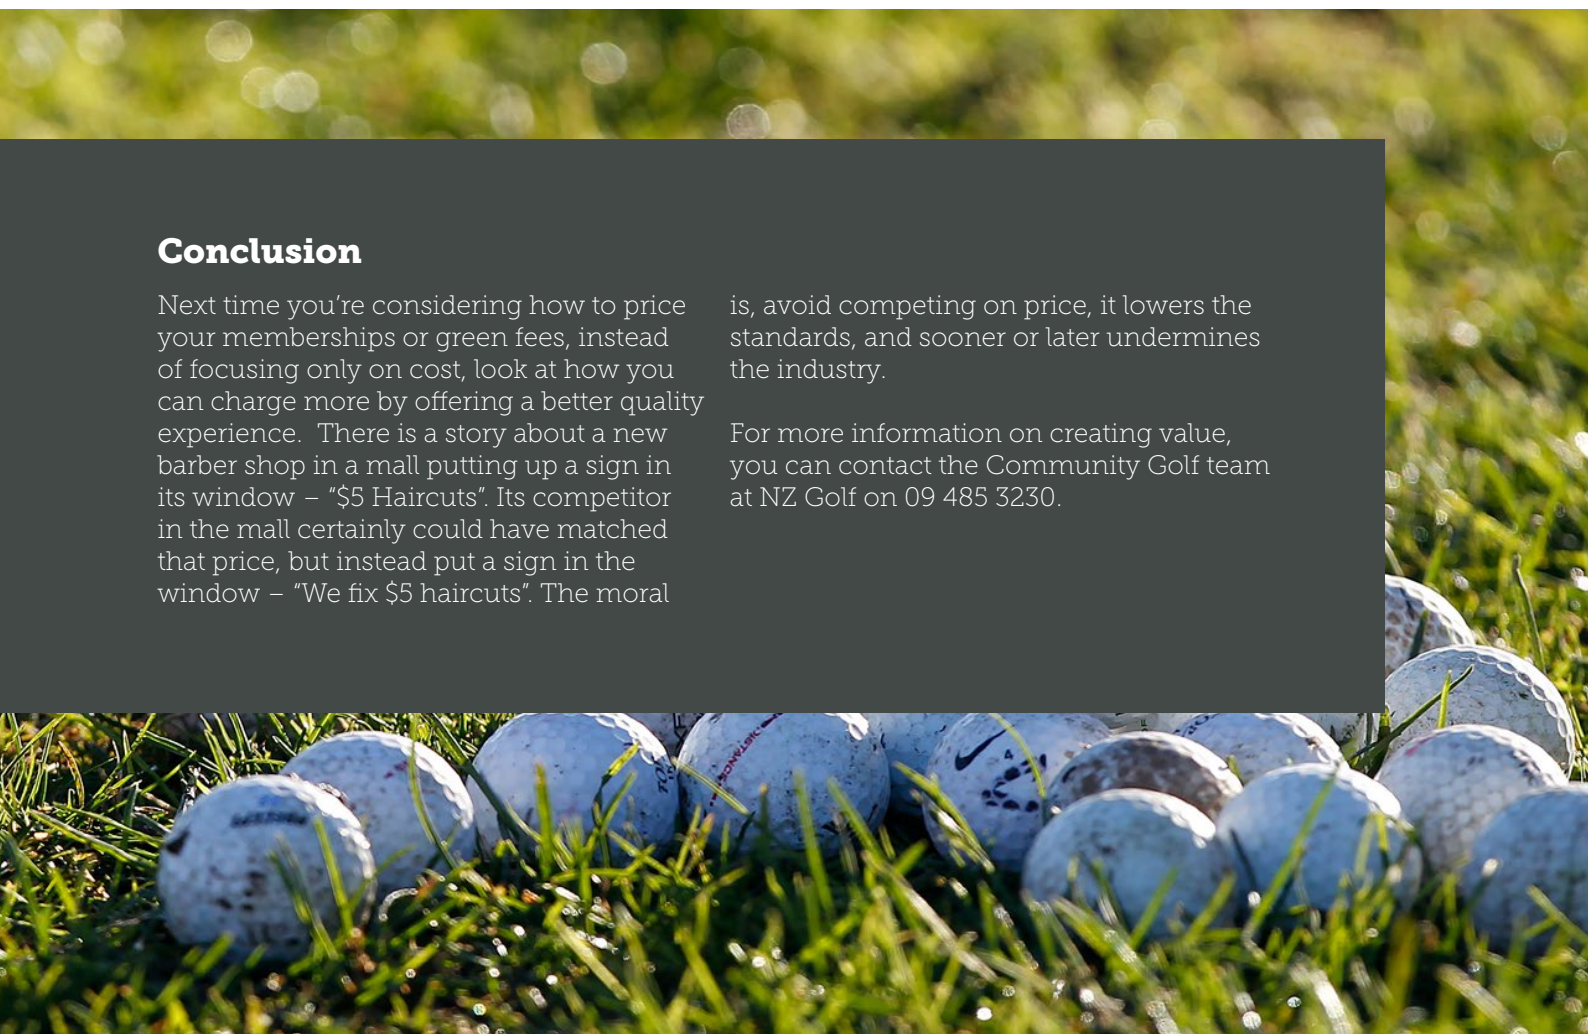 Conclusion
Next time you're considering how to price
your memberships or green fees, instead
of focusing only on cost, look at how you
can charge more by offering a better quality
experience.  There is a story about a new
barber shop in a mall putting up a sign in
its window – “$5 Haircuts”. Its competitor
in the mall certainly could have matched
that price, but instead put a sign in the
window – “We fix $5 haircuts”. The moral
is, avoid competing on price, it lowers the
standards, and sooner or later undermines
the industry.
For more information on creating value,
you can contact the Community Golf team
at NZ Golf on 09 485 3230.
DISTANCE
4